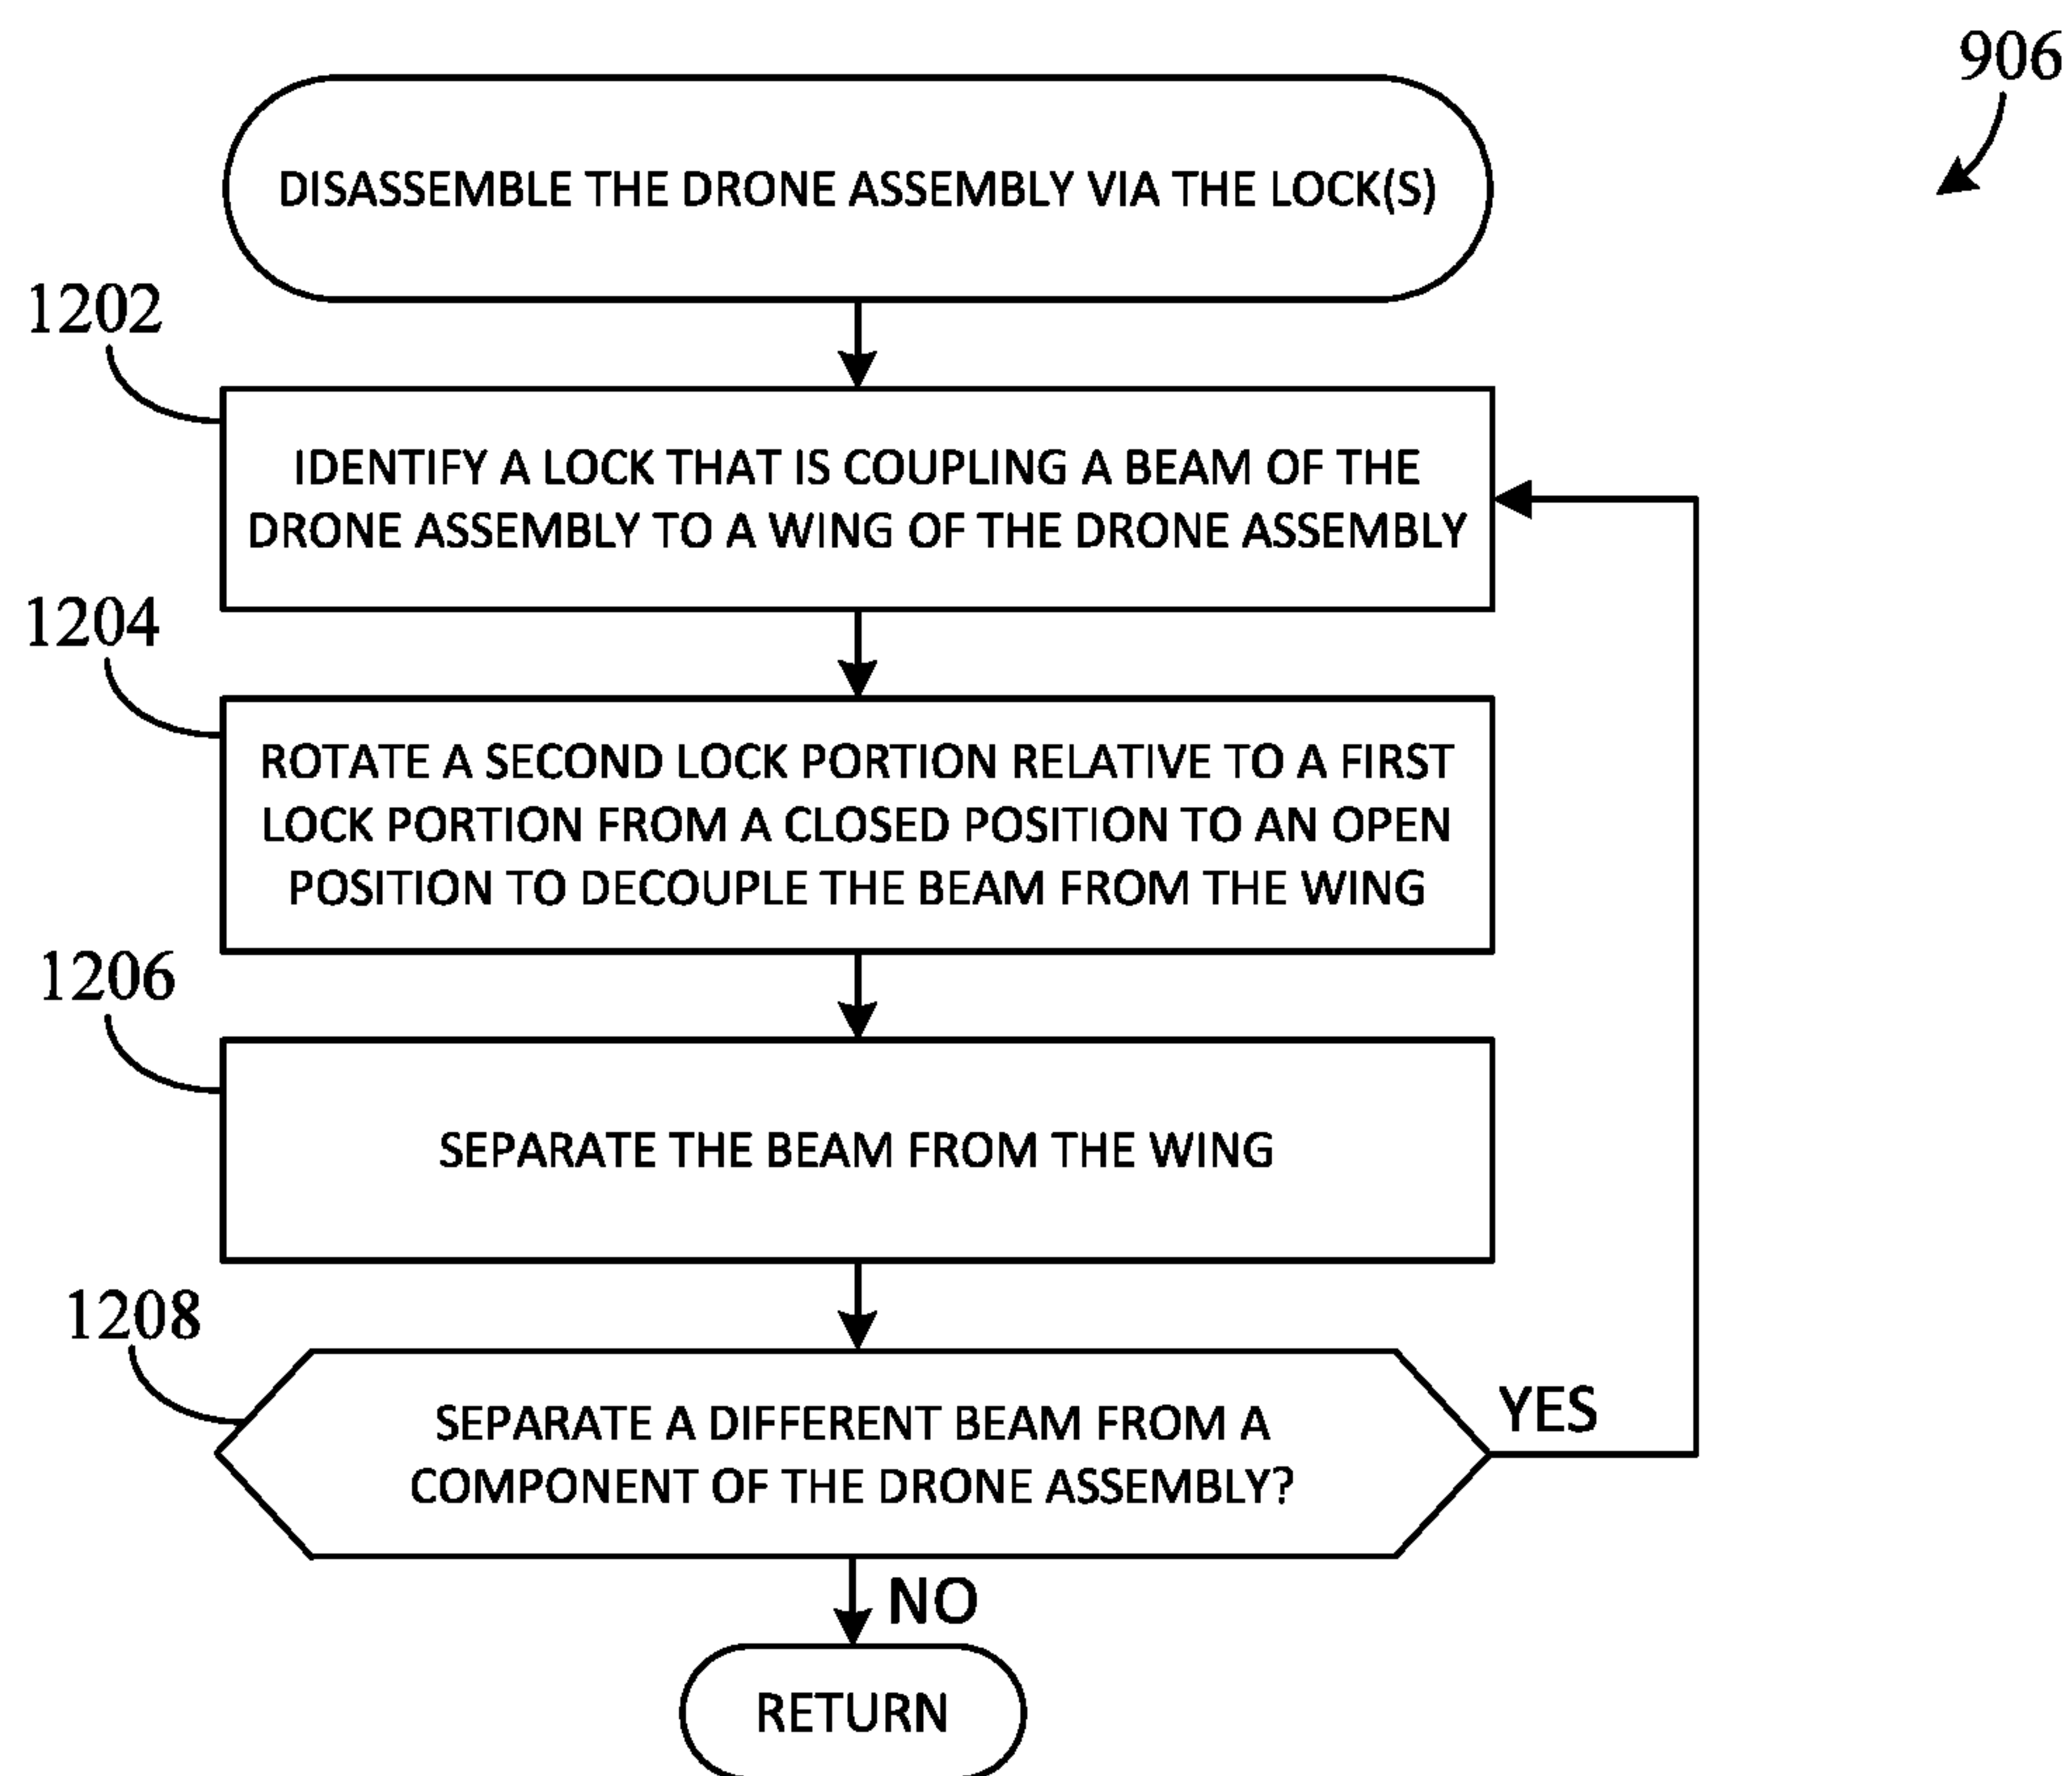 906
DISASSEMBLE THE DRONE ASSEMBLY VIA THE LOCK(S)
1202
IDENTIFY A LOCK THAT IS COUPLING A BEAM OF THE
DRONE ASSEMBLY TO A WING OF THE DRONE ASSEMBLY
1204
ROTATE A SECOND LOCK PORTION RELATIVE TO A FIRST
LOCK PORTION FROM A CLOSED POSITION TO AN OPEN
POSITION TO DECOUPLE THE BEAM FROM THE WING
1206
SEPARATE THE BEAM FROM THE WING
1208
SEPARATE A DIFFERENT BEAM FROM A
COMPONENT OF THE DRONE ASSEMBLY?
YES
NO
RETURN